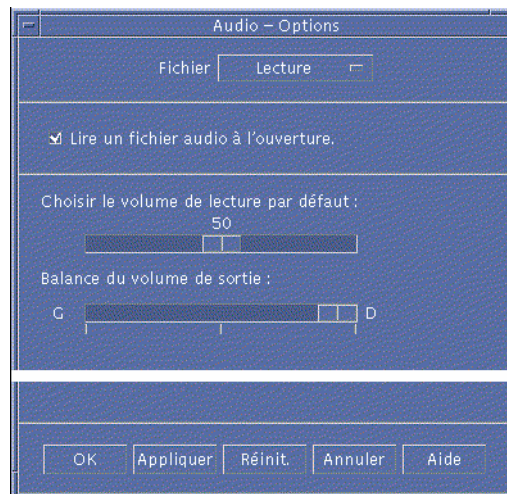 Audio – Options
Fichier Lecture
Lire un fichier audio à l'ouverture.
Choisir le volume de lecture par défaut :
50
Balance du volume de sortie :
G D
OK Appliquer Réinit. Annuler Aide